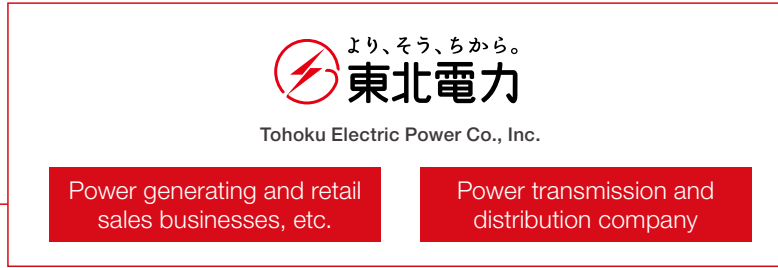 より、そう、ちから。
東北電力
Tohoku Electric Power Co., Inc.
Power generating and retail
sales businesses, etc.
Power transmission and
distribution company